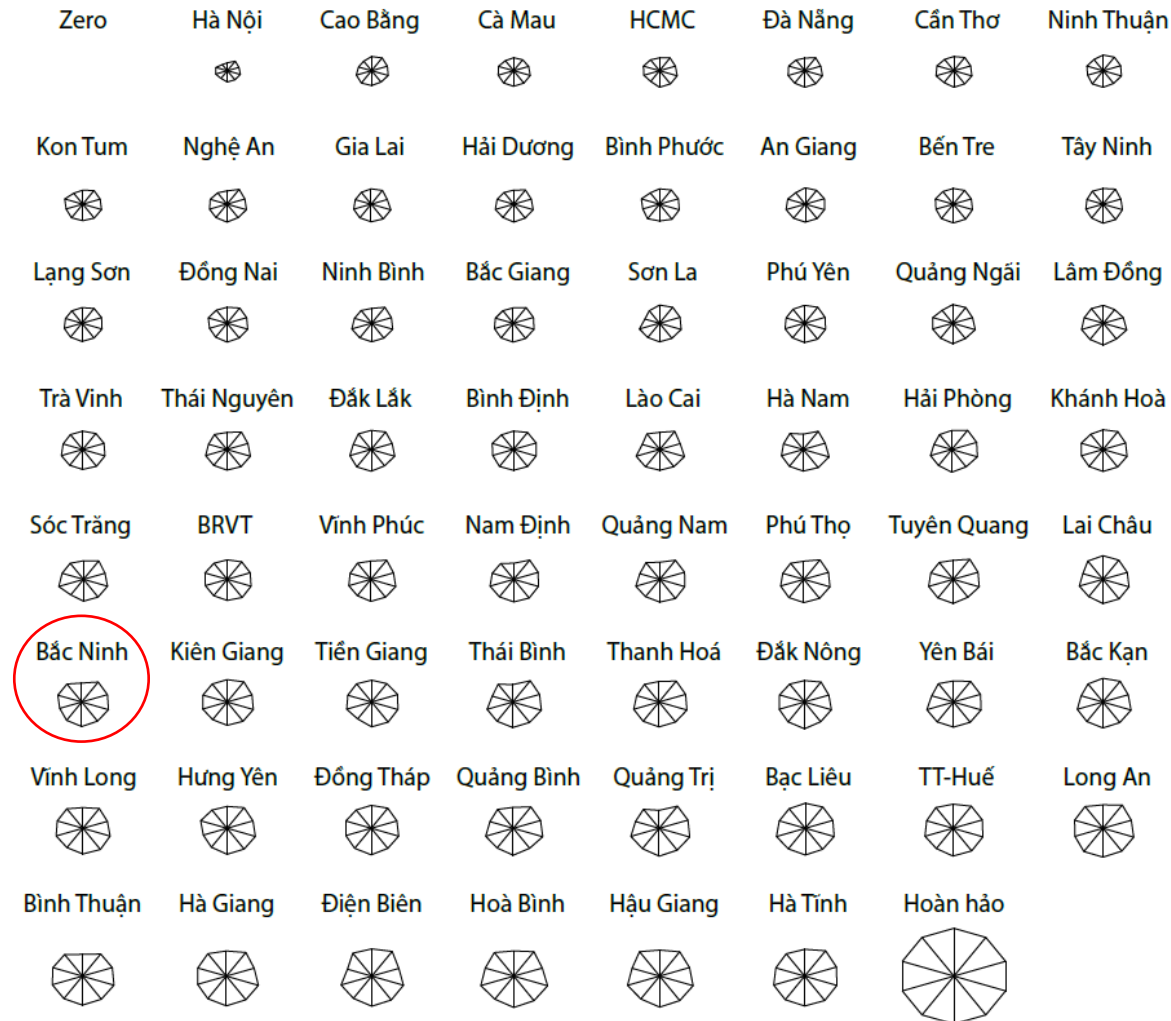 Zero Hà Nội Cao Bằng Cà Mau HCMC Đà Nẵng Cần Thơ Ninh Thuận
Kon Tum Nghệ An Gia Lai Hải Dương Bình Phước An Giang Bến Tre Tây Ninh
Lạng Sơn Đồng Nai Ninh Bình Bắc Giang Sơn La Phú Yên Quảng Ngãi Lâm Đồng
Trà Vinh Thái Nguyên Đắk Lắk Bình Định Lào Cai Hà Nam Hải Phòng Khánh Hoà
Sóc Trăng BRVT Vĩnh Phúc Nam Định Quảng Nam Phú Thọ Tuyên Quang Lai Châu
Bắc Ninh Kiên Giang Tiền Giang Thái Bình Thanh Hoá Đắk Nông Yên Bái Bắc Kạn
Vĩnh Long Hưng Yên Đồng Tháp Quảng Bình Quảng Trị Bạc Liêu TT-Huế Long An
Bình Thuận Hà Giang Điện Biên Hoà Bình Hậu Giang Hà Tĩnh Hoàn hảo